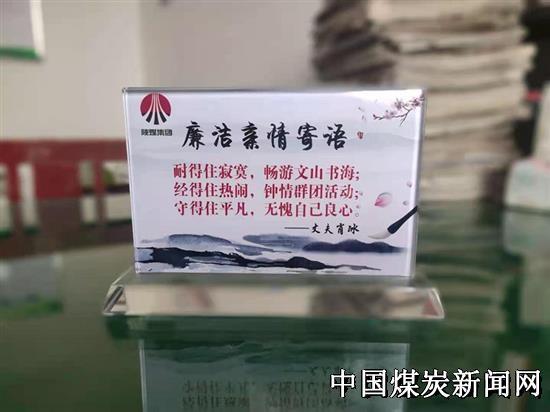 陕煤集团
廉洁亲情寄语
耐得住寂寞，畅游文山书海;
经得住热闹，钟情群团活动;
守得住平凡，无愧自己良心
——丈夫肖冰
中国煤炭新闻网